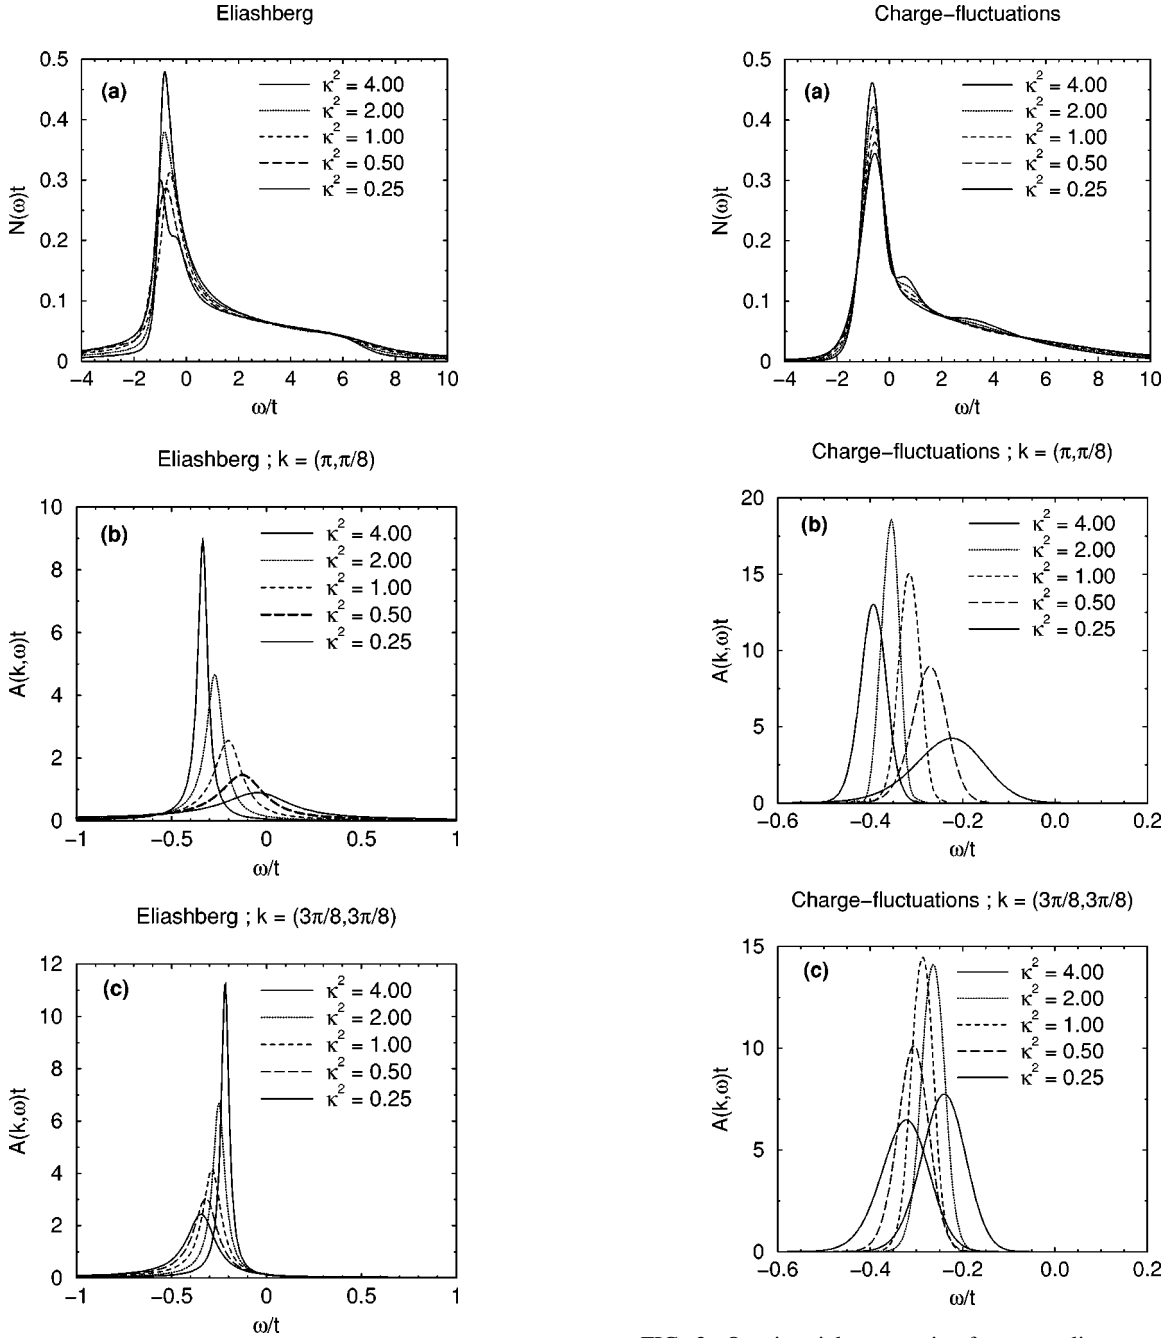 Eliashberg
(a)
κ² = 4.00
κ² = 2.00
κ² = 1.00
κ² = 0.50
κ² = 0.25
N(ω)t
0.5
0.4
0.3
0.2
0.1
0
−4 −2 0 2 4 6 8 10
ω/t
Eliashberg ; k = (π,π/8)
(b)
κ² = 4.00
κ² = 2.00
κ² = 1.00
κ² = 0.50
κ² = 0.25
A(k,ω)t
10
8
6
4
2
0
−1 −0.5 0 0.5 1
ω/t
Eliashberg ; k = (3π/8,3π/8)
(c)
κ² = 4.00
κ² = 2.00
κ² = 1.00
κ² = 0.50
κ² = 0.25
A(k,ω)t
12
10
8
6
4
2
0
−1 −0.5 0 0.5 1
ω/t
Charge−fluctuations
(a)
κ² = 4.00
κ² = 2.00
κ² = 1.00
κ² = 0.50
κ² = 0.25
N(ω)t
0.5
0.4
0.3
0.2
0.1
0
−4 −2 0 2 4 6 8 10
ω/t
Charge−fluctuations ; k = (π,π/8)
(b)
κ² = 4.00
κ² = 2.00
κ² = 1.00
κ² = 0.50
κ² = 0.25
A(k,ω)t
20
15
10
5
0
−0.6 −0.4 −0.2 0.0 0.2
ω/t
Charge−fluctuations ; k = (3π/8,3π/8)
(c)
κ² = 4.00
κ² = 2.00
κ² = 1.00
κ² = 0.50
κ² = 0.25
A(k,ω)t
15
10
5
0
−0.6 −0.4 −0.2 0.0 0.2
ω/t